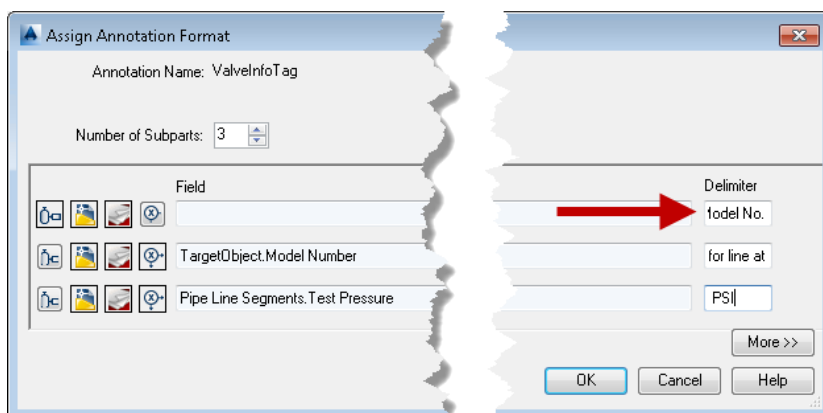 Assign Annotation Format
Annotation Name: ValveInfoTag
Number of Subparts: 3
Field Delimiter
odel No.
TargetObject.Model Number for line at
Pipe Line Segments.Test Pressure PSI
More >>
OK Cancel Help